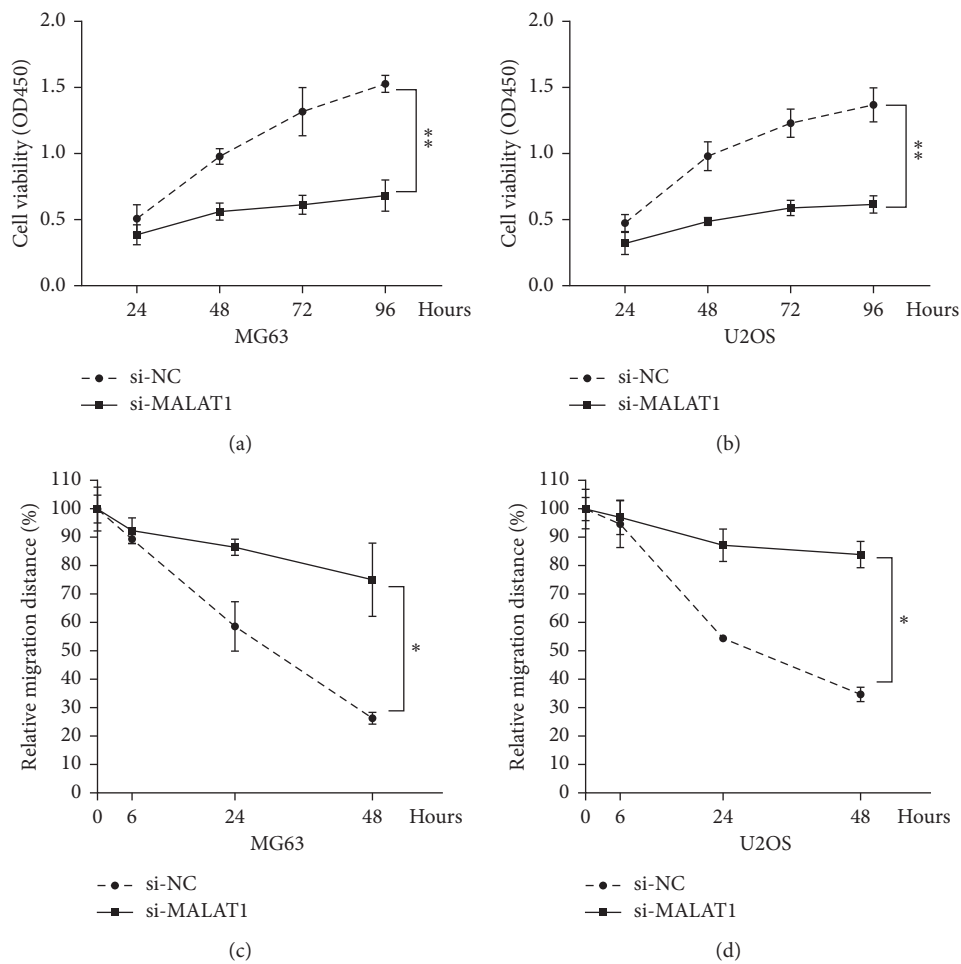 Cell viability (OD450)
2.0
1.5
1.0
0.5
0.0
**
24 48 72 96 Hours
MG63
si-NC
si-MALAT1
(a)
Cell viability (OD450)
2.0
1.5
1.0
0.5
0.0
**
24 48 72 96 Hours
U2OS
si-NC
si-MALAT1
(b)
Relative migration distance (%)
110
100
90
80
70
60
50
40
30
20
10
0
*
0 6 24 48 Hours
MG63
si-NC
si-MALAT1
(c)
Relative migration distance (%)
110
100
90
80
70
60
50
40
30
20
10
0
*
0 6 24 48 Hours
U2OS
si-NC
si-MALAT1
(d)